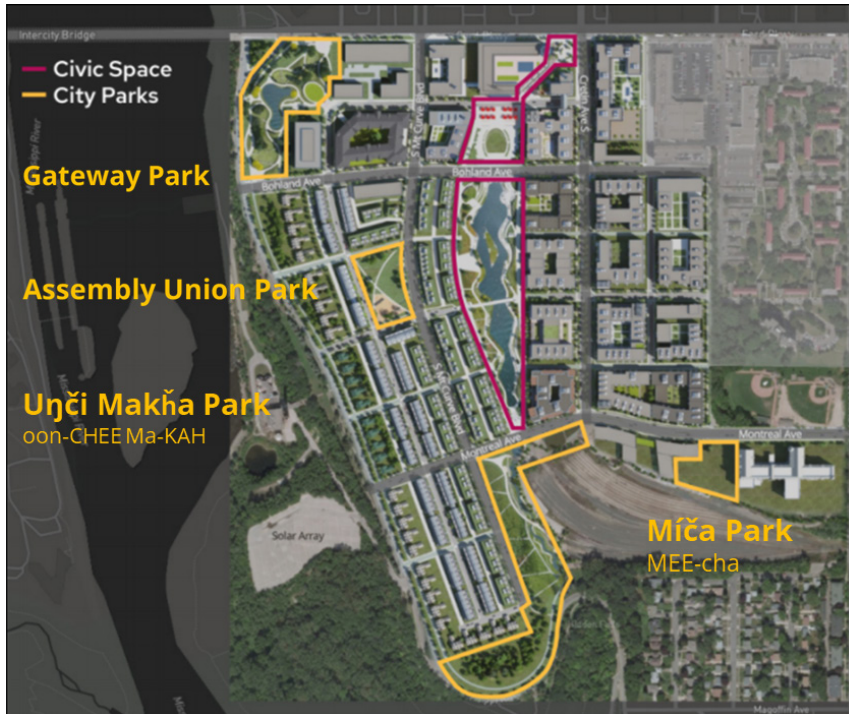 Intercity Bridge
Civic Space
City Parks
Gateway Park
Bohland Ave
Bohland Ave
Assembly Union Park
Uŋči Makȟa Park
oon-CHEE Ma-KAH
Montreal Ave
Montreal Ave
Míča Park
MEE-cha
Solar Array
Magoffin Ave